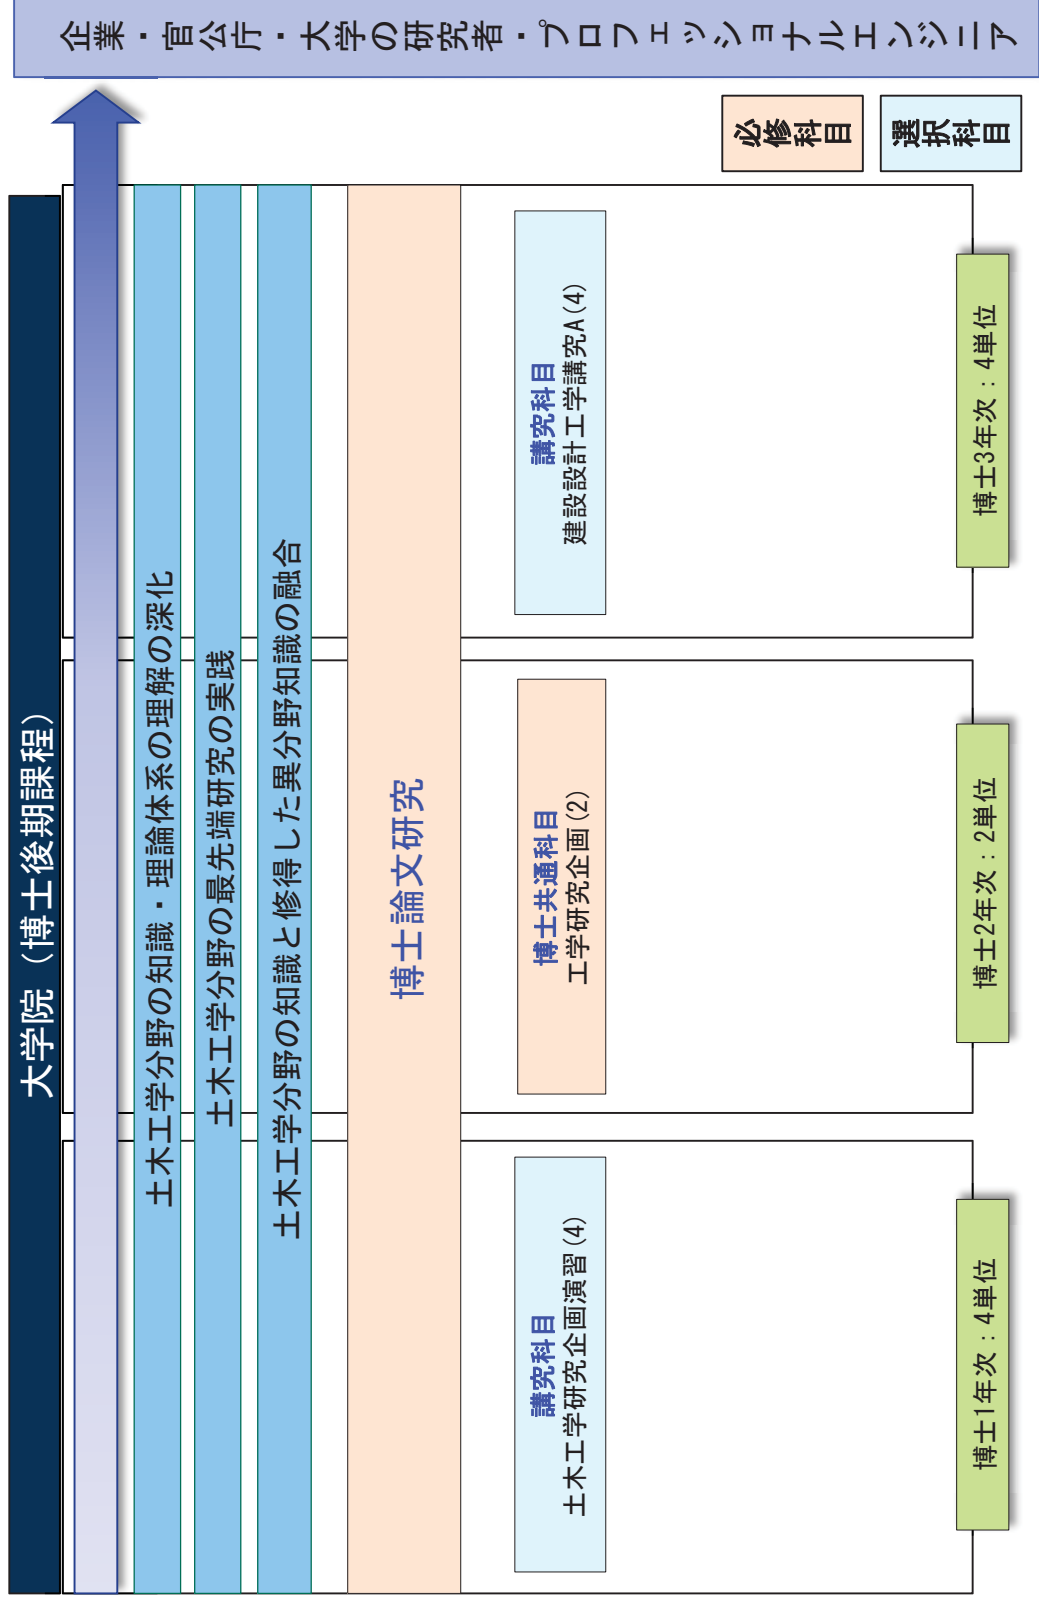 大学院（博士後期課程）
土木工学分野の知識・理論体系の理解の深化
土木工学分野の最先端研究の実践
土木工学分野の知識と修得した異分野知識の融合
博士論文研究
講究科目
土木工学研究企画演習(4)
博士共通科目
工学研究企画(2)
講究科目
建設設計工学講究A(4)
博士1年次：4単位
博士2年次：2単位
博士3年次：4単位
企業・官公庁・大学の研究者・プロフェッショナルエンジニア
必修科目
選択科目